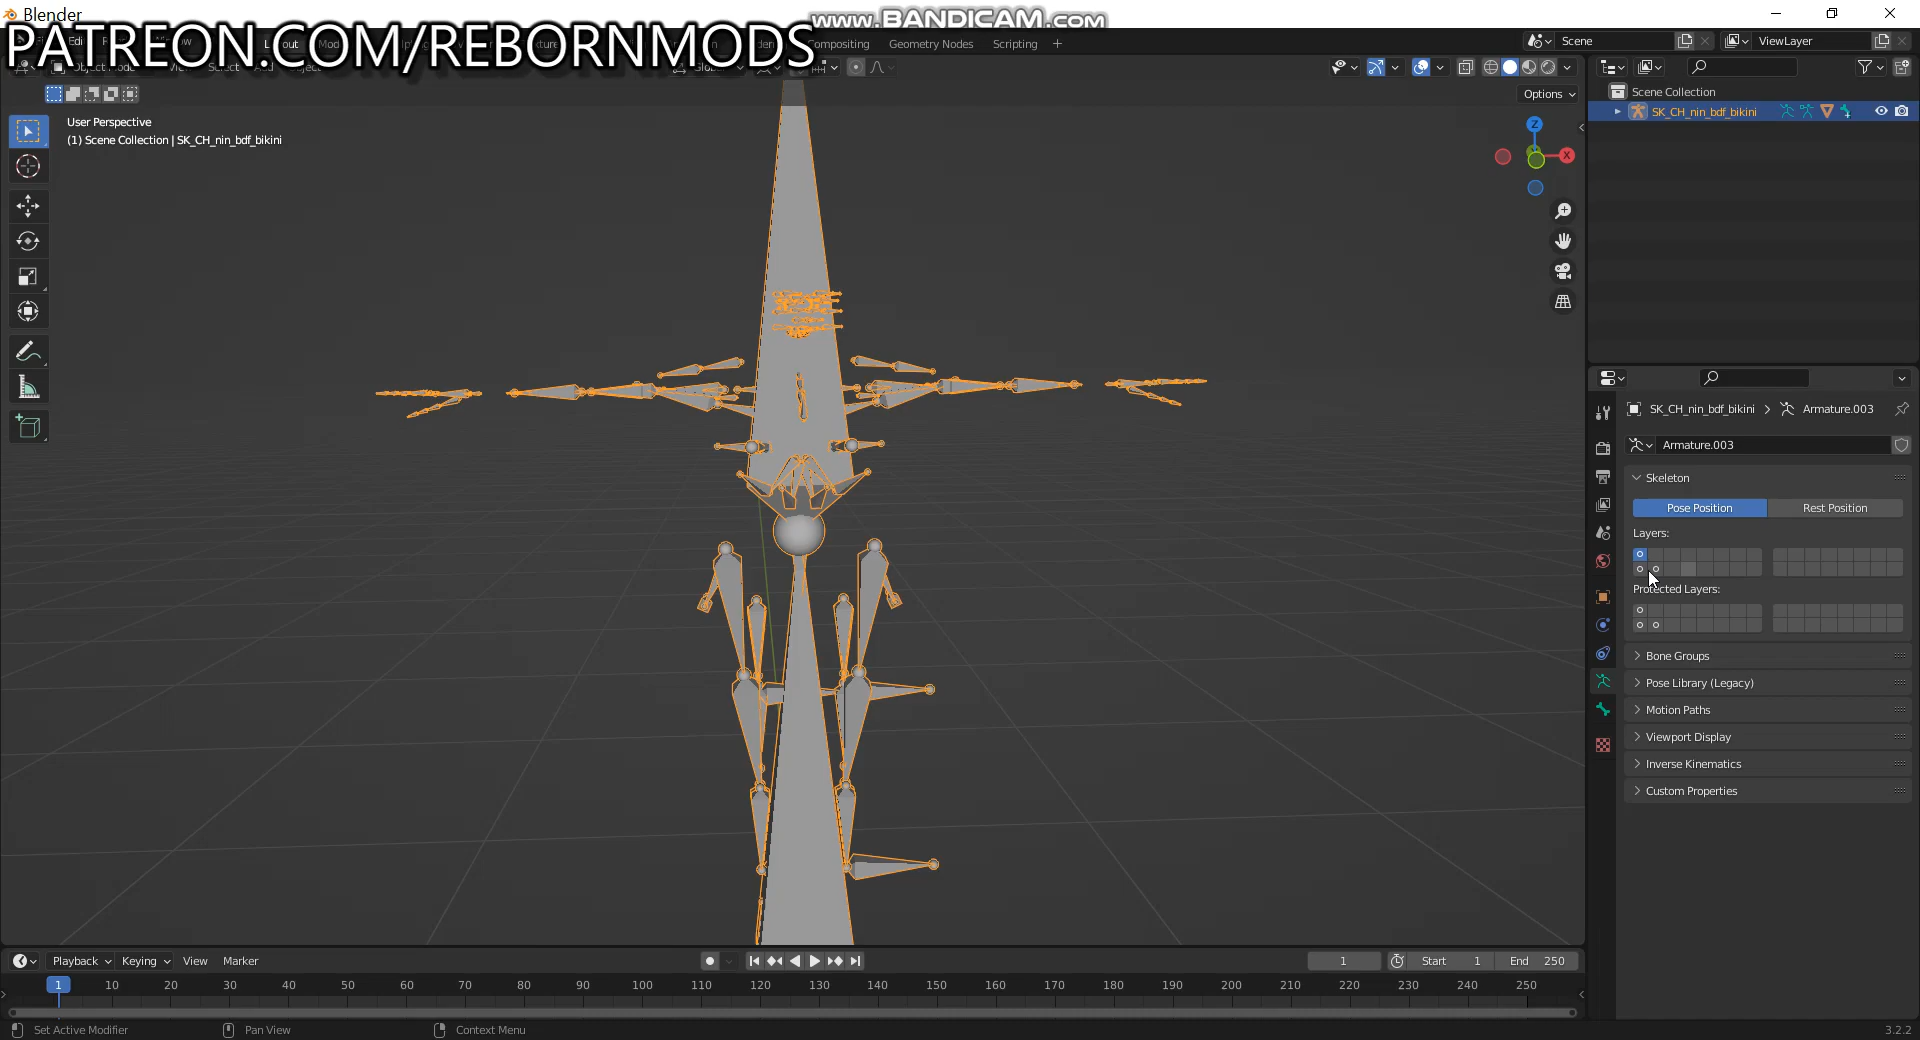 Blender
www.BANDICAM.com
PATREON.COM/REBORNMODS
Compositing
Geometry Nodes
Scripting
+
Scene
ViewLayer
Options
User Perspective
(1) Scene Collection | SK_CH_nin_bdf_bikini
Z
X
Scene Collection
SK_CH_nin_bdf_bikini
SK_CH_nin_bdf_bikini > Armature.003
Armature.003
Skeleton
Pose Position
Rest Position
Layers:
Protected Layers:
Bone Groups
Pose Library (Legacy)
Motion Paths
Viewport Display
Inverse Kinematics
Custom Properties
Playback
Keying
View
Marker
1
Start 1
End 250
1 10 20 30 40 50 60 70 80 90 100 110 120 130 140 150 160 170 180 190 200 210 220 230 240 250
Set Active Modifier
Pan View
Context Menu
3.2.2